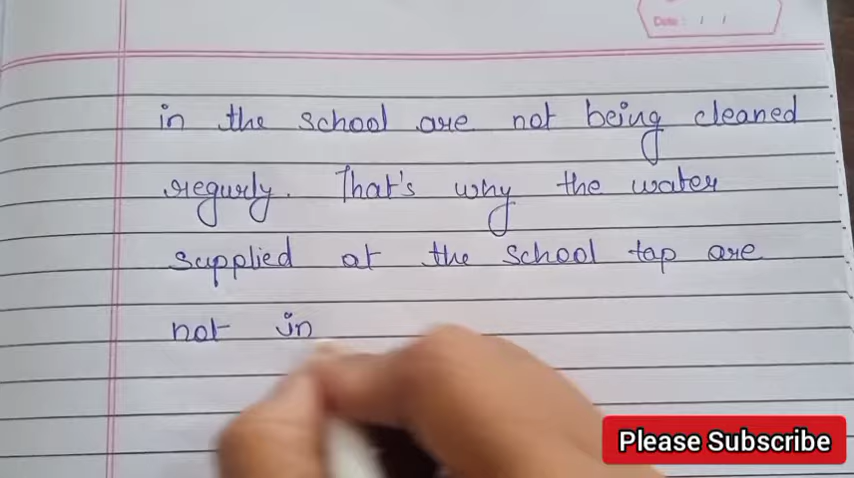 Date: / /
in the school are not being cleaned
regurly. That's why the water
supplied at the school tap are
not in
Please Subscribe